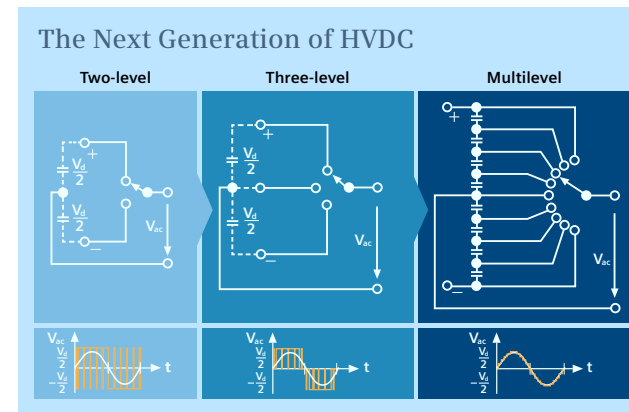 The Next Generation of HVDC
Two-level
Three-level
Multilevel
+
Vd
2
Vd
2
−
Vac
+
Vd
2
Vd
2
−
Vac
+
−
Vac
Vac
Vd
2
−Vd
2
t
Vac
Vd
2
−Vd
2
t
Vac
Vd
2
−Vd
2
t